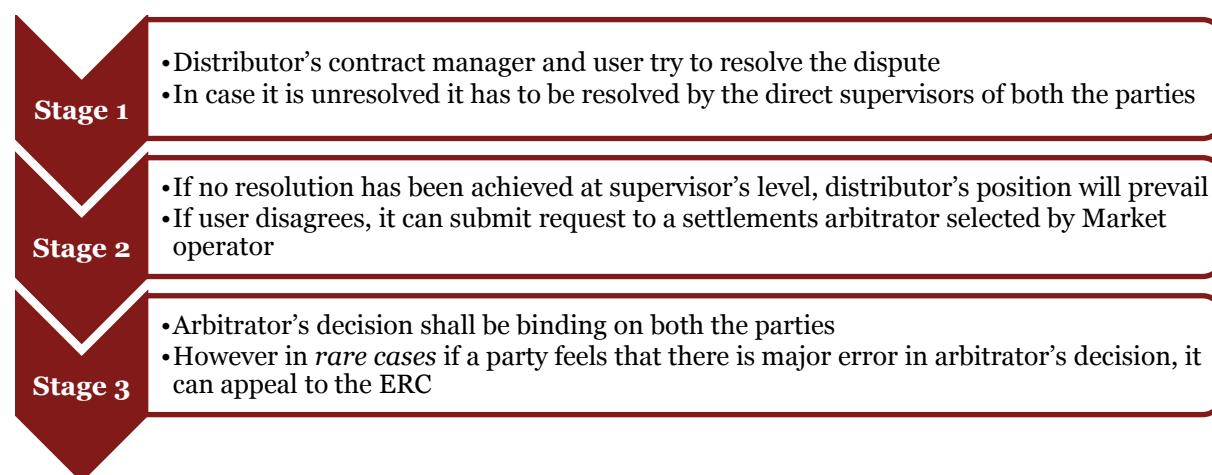 Stage 1
•Distributor’s contract manager and user try to resolve the dispute
•In case it is unresolved it has to be resolved by the direct supervisors of both the parties
Stage 2
•If no resolution has been achieved at supervisor’s level, distributor’s position will prevail
•If user disagrees, it can submit request to a settlements arbitrator selected by Market
operator
Stage 3
•Arbitrator’s decision shall be binding on both the parties
•However in rare cases if a party feels that there is major error in arbitrator’s decision, it
can appeal to the ERC